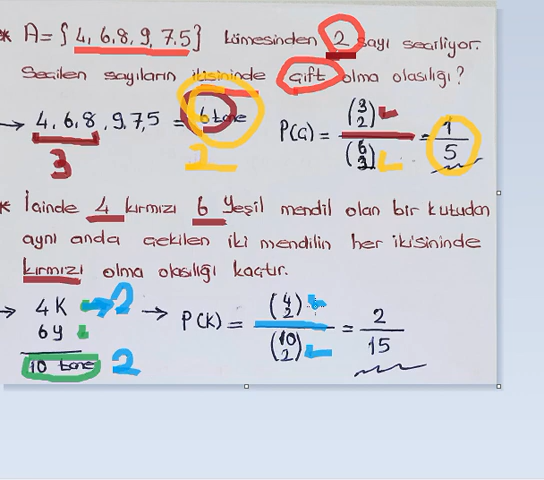 * A={4,6,8,9,7,5} kümesinden 2 sayı seçiliyor.
Seçilen sayıların ikisininde çift olma olasılığı?
→ 4,6,8,9,7,5 = 6 tane
3 2
P(Ç) = (3 2) / (6 2) = 1/5
* İçinde 4 kırmızı 6 yeşil mendil olan bir kutudan
aynı anda çekilen iki mendilin her ikisininde
kırmızı olma olasılığı kaçtır.
→ 4K → 2
6y
10 tane 2
→ P(K) = (4 2) / (10 2) = 2/15